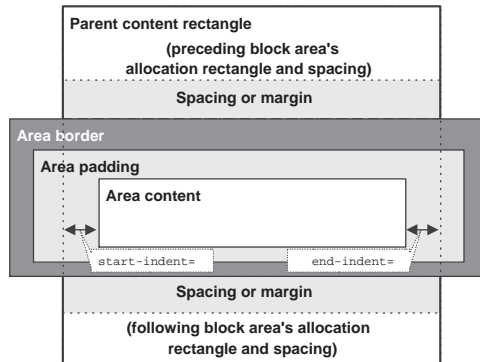 Parent content rectangle
(preceding block area's
allocation rectangle and spacing)
Spacing or margin
Area border
Area padding
Area content
start-indent=
end-indent=
Spacing or margin
(following block area's allocation
rectangle and spacing)